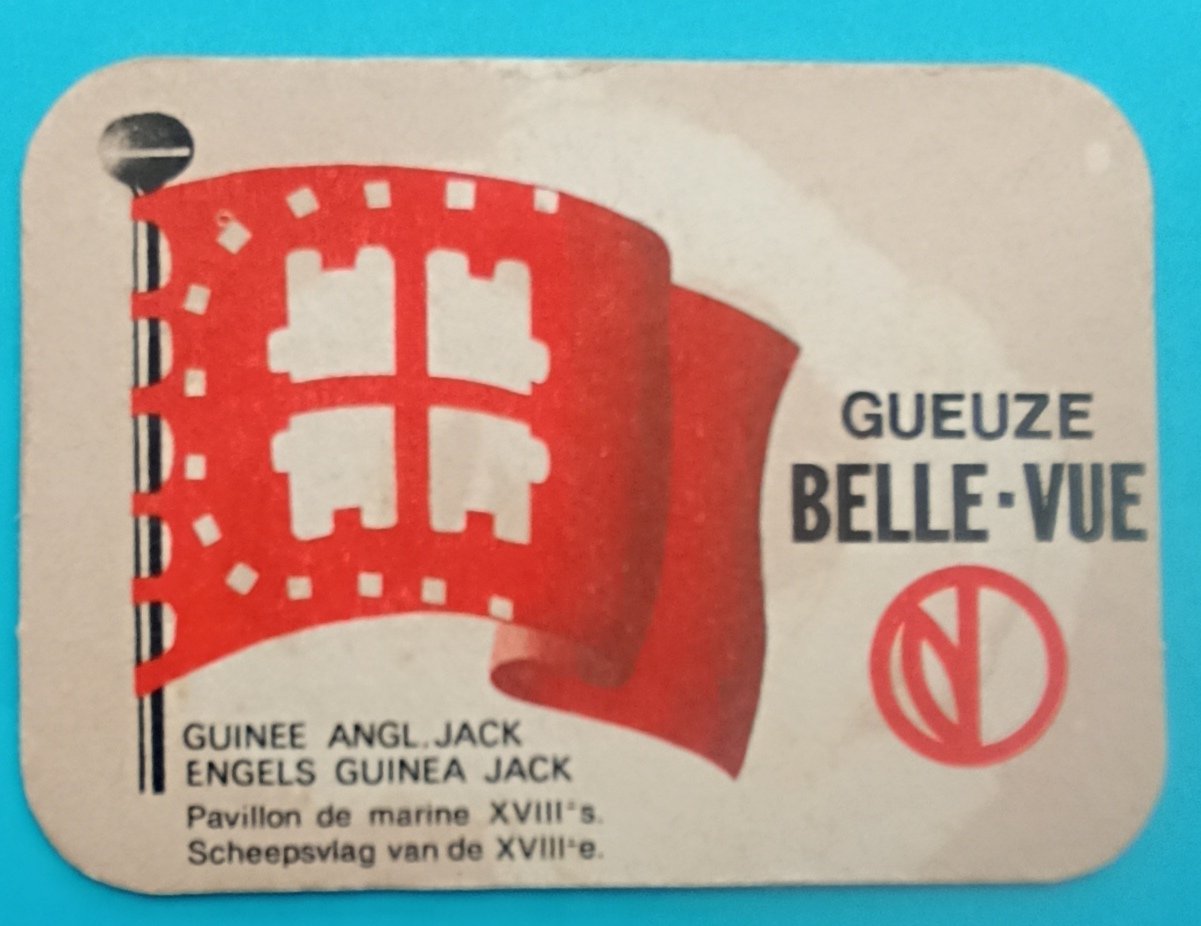 GUEUZE
BELLE-VUE
GUINEE ANGL. JACK
ENGELS GUINEA JACK
Pavillon de marine XVIIIᵉs.
Scheepsvlag van de XVIIIᵉe.